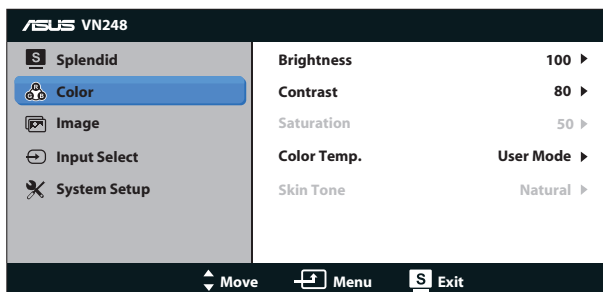 ASUS VN248
S Splendid
Color
Image
Input Select
System Setup
Brightness 100
Contrast 80
Saturation 50
Color Temp. User Mode
Skin Tone Natural
Move Menu S Exit